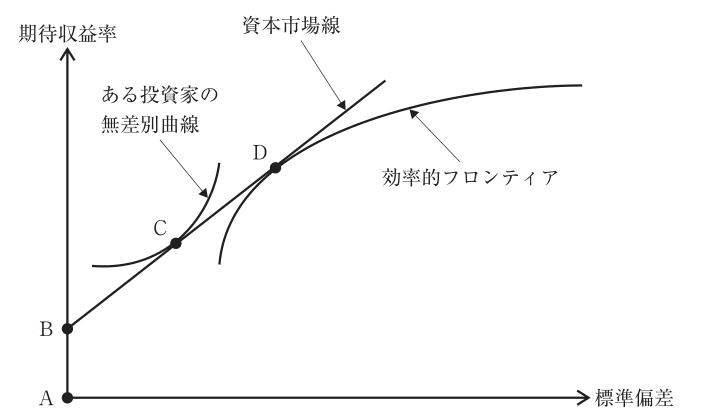 期待収益率
資本市場線
ある投資家の
無差別曲線
D
効率的フロンティア
C
B
A
標準偏差